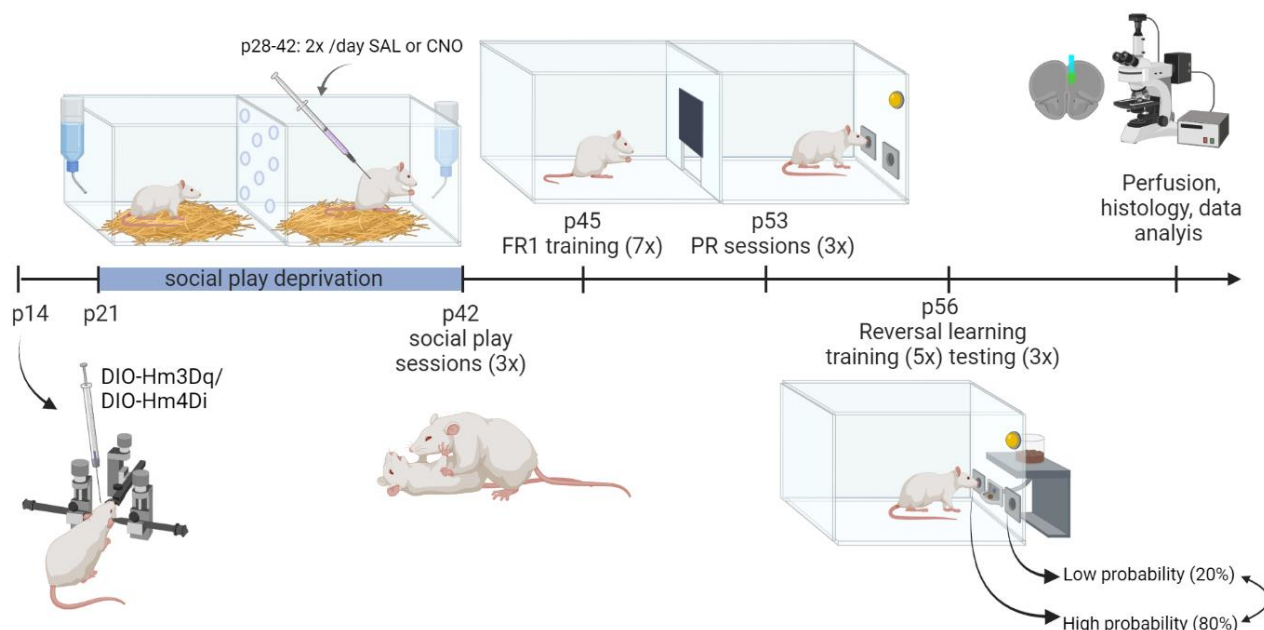 p28-42: 2x /day SAL or CNO
p45
FR1 training (7x)
p53
PR sessions (3x)
Perfusion,
histology, data
analyis
social play deprivation
p14
p21
p42
social play
sessions (3x)
p56
Reversal learning
training (5x) testing (3x)
DIO-Hm3Dq/
DIO-Hm4Di
Low probability (20%)
High probability (80%)